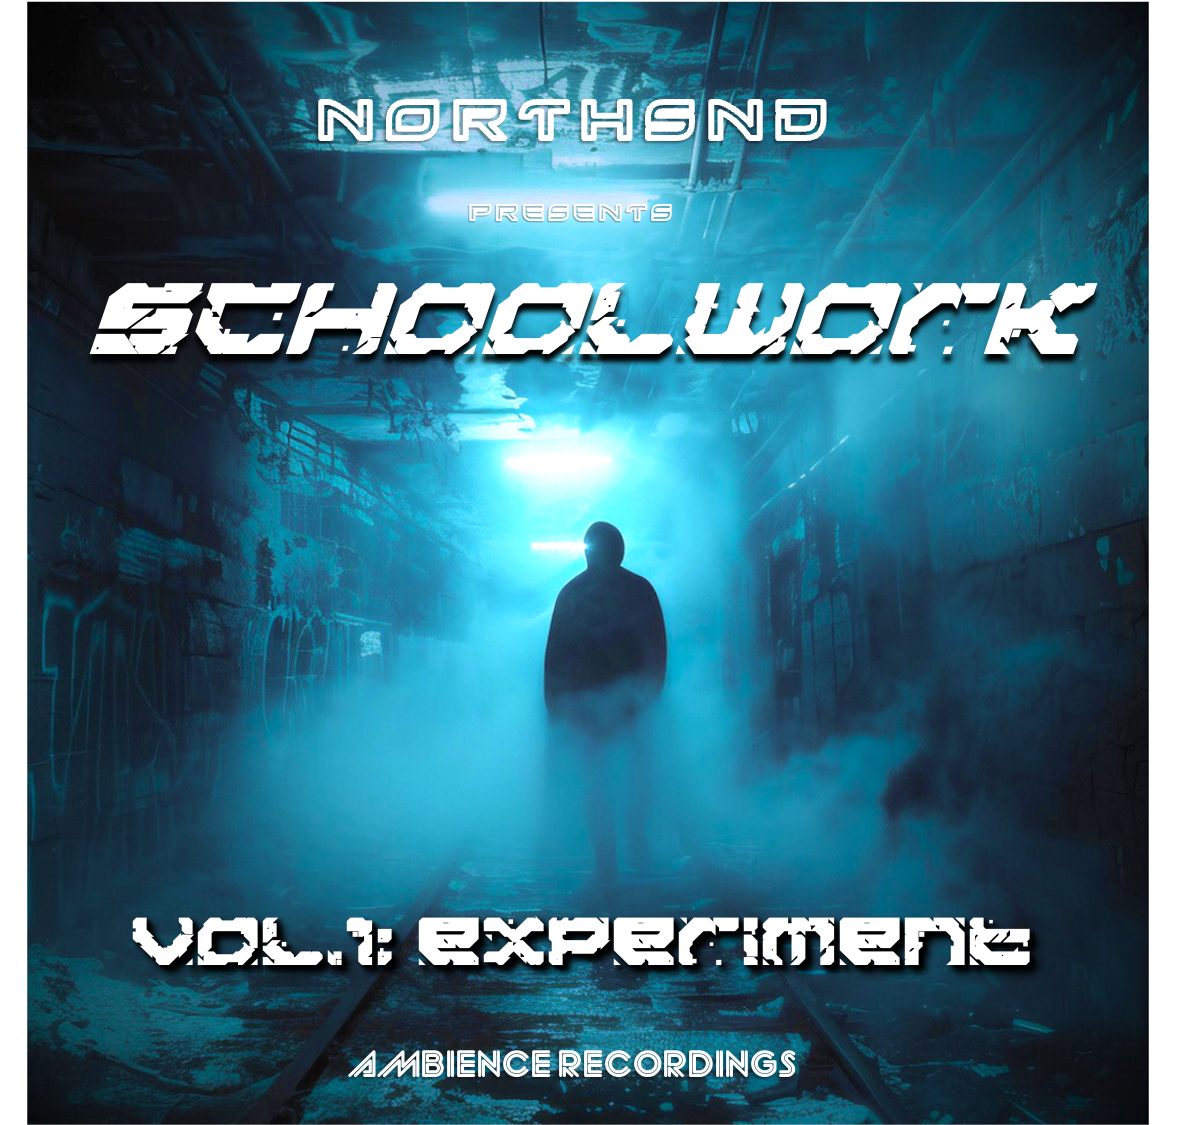 NORTHSND
PRESENTS
SCHOOLWORK
VOL.1: EXPERIMENT
AMBIENCE RECORDINGS